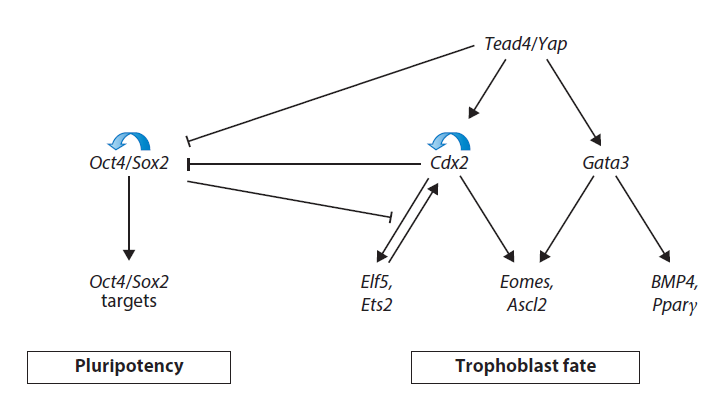 Tead4/Yap
Oct4/Sox2
Cdx2
Gata3
Oct4/Sox2
targets
Elf5,
Ets2
Eomes,
Ascl2
BMP4,
Pparγ
Pluripotency
Trophoblast fate